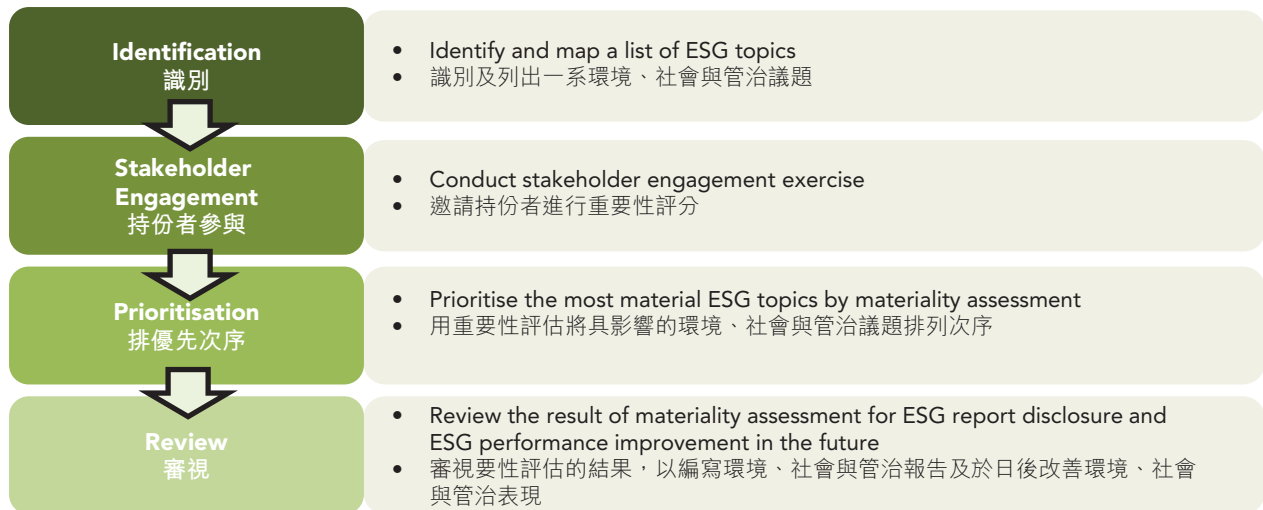 Identification
識別
• Identify and map a list of ESG topics
• 識別及列出一系環境、社會與管治議題
Stakeholder
Engagement
持份者參與
• Conduct stakeholder engagement exercise
• 邀請持份者進行重要性評分
Prioritisation
排優先次序
• Prioritise the most material ESG topics by materiality assessment
• 用重要性評估將具影響的環境、社會與管治議題排列次序
Review
審視
• Review the result of materiality assessment for ESG report disclosure and
ESG performance improvement in the future
• 審視要性評估的結果，以編寫環境、社會與管治報告及於日後改善環境、社會
與管治表現